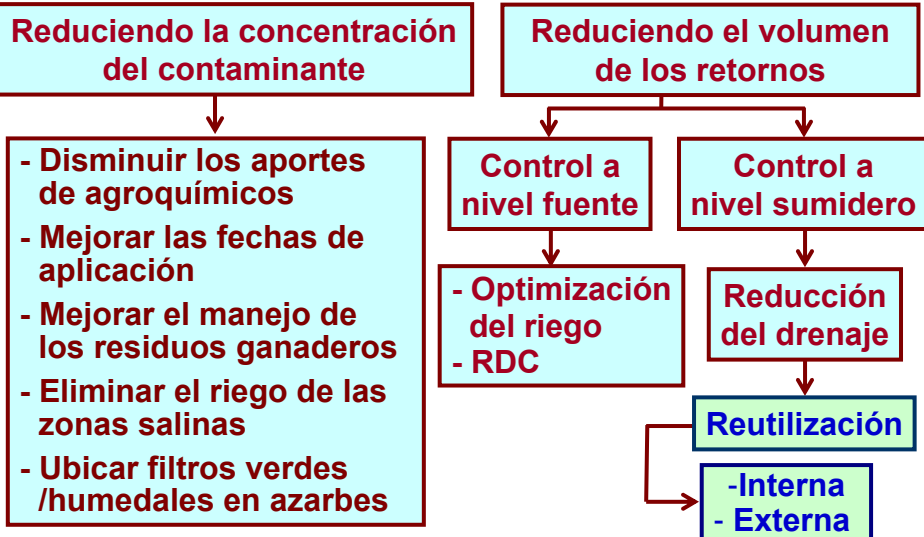 Reduciendo la concentración
del contaminante
- Disminuir los aportes
de agroquímicos
- Mejorar las fechas de
aplicación
- Mejorar el manejo de
los residuos ganaderos
- Eliminar el riego de las
zonas salinas
- Ubicar filtros verdes
/humedales en azarbes
Reduciendo el volumen
de los retornos
Control a
nivel fuente
- Optimización
del riego
- RDC
Control a
nivel sumidero
Reducción
del drenaje
Reutilización
-Interna
- Externa